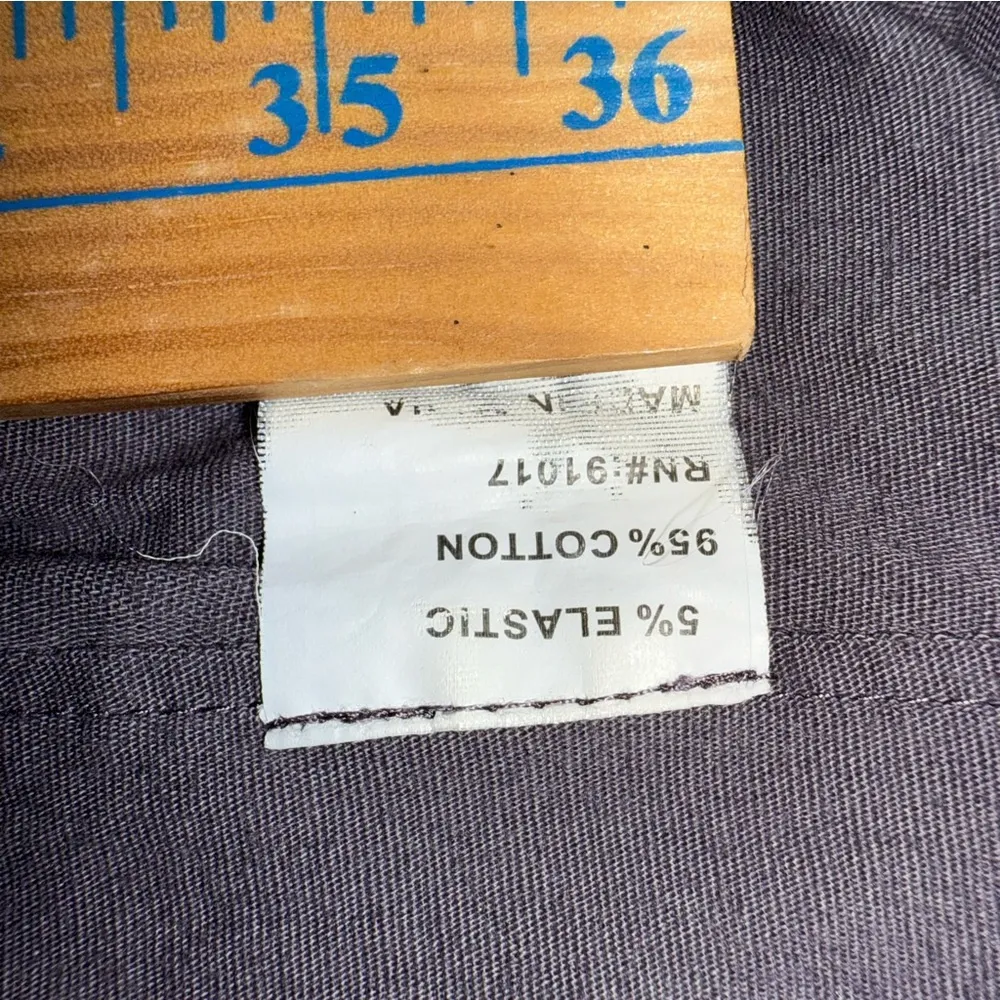 35 36
5% ELASTIC
95% COTTON
RN#:91017